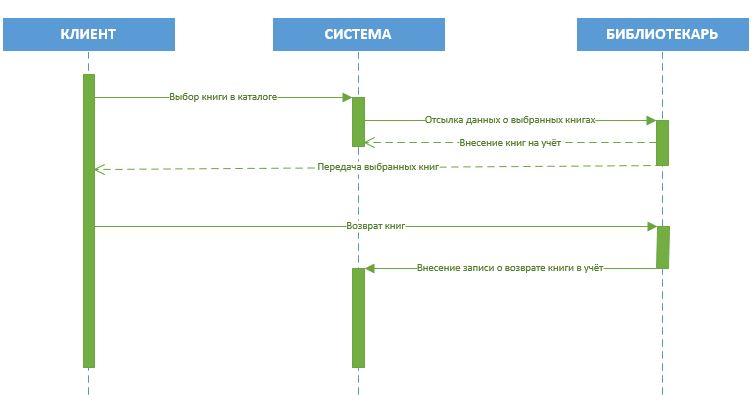 КЛИЕНТ
СИСТЕМА
БИБЛИОТЕКАРЬ
Выбор книги в каталоге
Отсылка данных о выбранных книгах
Внесение книг на учёт
Передача выбранных книг
Возврат книг
Внесение записи о возврате книги в учёт